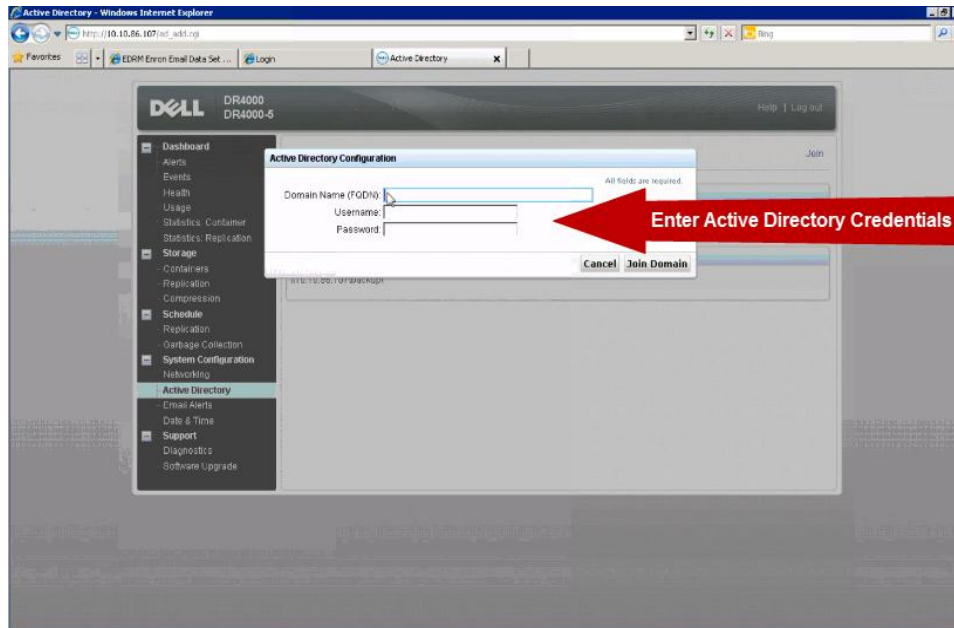 Active Directory - Windows Internet Explorer
http://10.10.86.107/ad_add.cgi
Bing
Favorites
EDRM Enron Email Data Set ...
Login
Active Directory
DELL
DR4000
DR4000-5
Help | Log out
Join
Dashboard
Alerts
Events
Health
Usage
Statistics: Container
Statistics: Replication
Storage
Containers
Replication
Compression
Schedule
Replication
Garbage Collection
System Configuration
Networking
Active Directory
Email Alerts
Date & Time
Support
Diagnostics
Software Upgrade
Active Directory Configuration
All fields are required.
Domain Name (FQDN):
Username:
Password:
Cancel Join Domain
Enter Active Directory Credentials